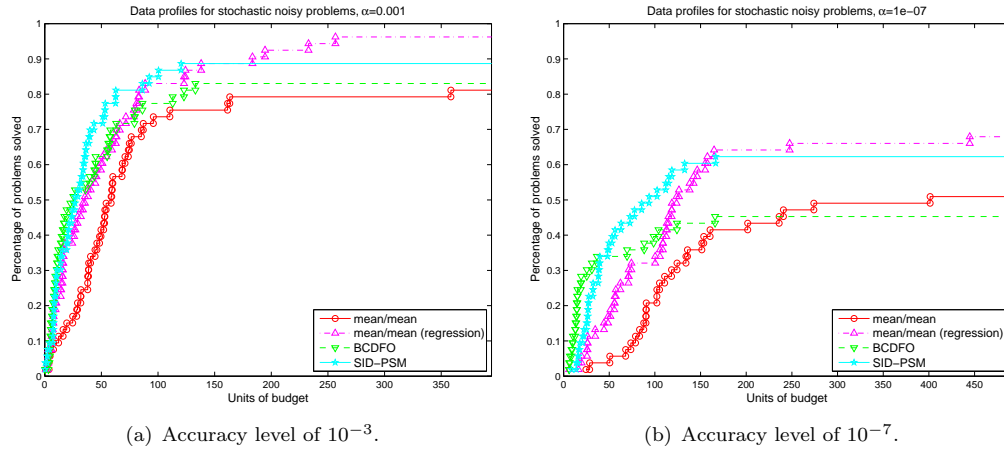 Data profiles for stochastic noisy problems, α=0.001
1
0.9
0.8
0.7
0.6
0.5
0.4
0.3
0.2
0.1
0
Percentage of problems solved
0 50 100 150 200 250 300 350
Units of budget
mean/mean
mean/mean (regression)
BCDFO
SID−PSM
(a) Accuracy level of 10⁻³.
Data profiles for stochastic noisy problems, α=1e−07
1
0.9
0.8
0.7
0.6
0.5
0.4
0.3
0.2
0.1
0
Percentage of problems solved
0 50 100 150 200 250 300 350 400 450
Units of budget
mean/mean
mean/mean (regression)
BCDFO
SID−PSM
(b) Accuracy level of 10⁻⁷.